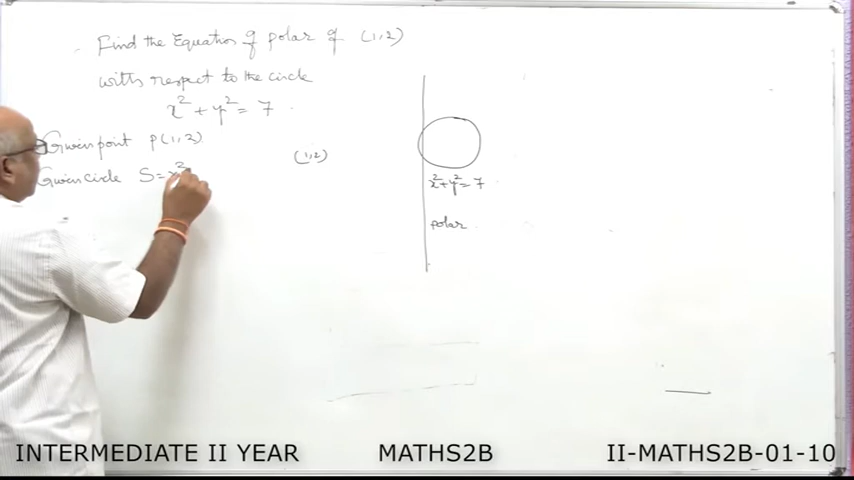 Find the Equation of polar of (1,2)
with respect to the circle
x² + y² = 7 .
Given point P(1,2)
Given circle S=x²
(1,2)
x²+y²=7
polar
INTERMEDIATE II YEAR MATHS2B II-MATHS2B-01-10